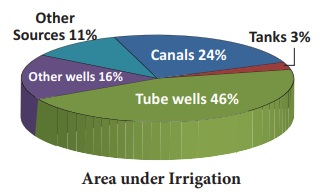 Other
Sources 11%
Tanks 3%
Canals 24%
Other wells 16%
Tube wells 46%
Area under Irrigation